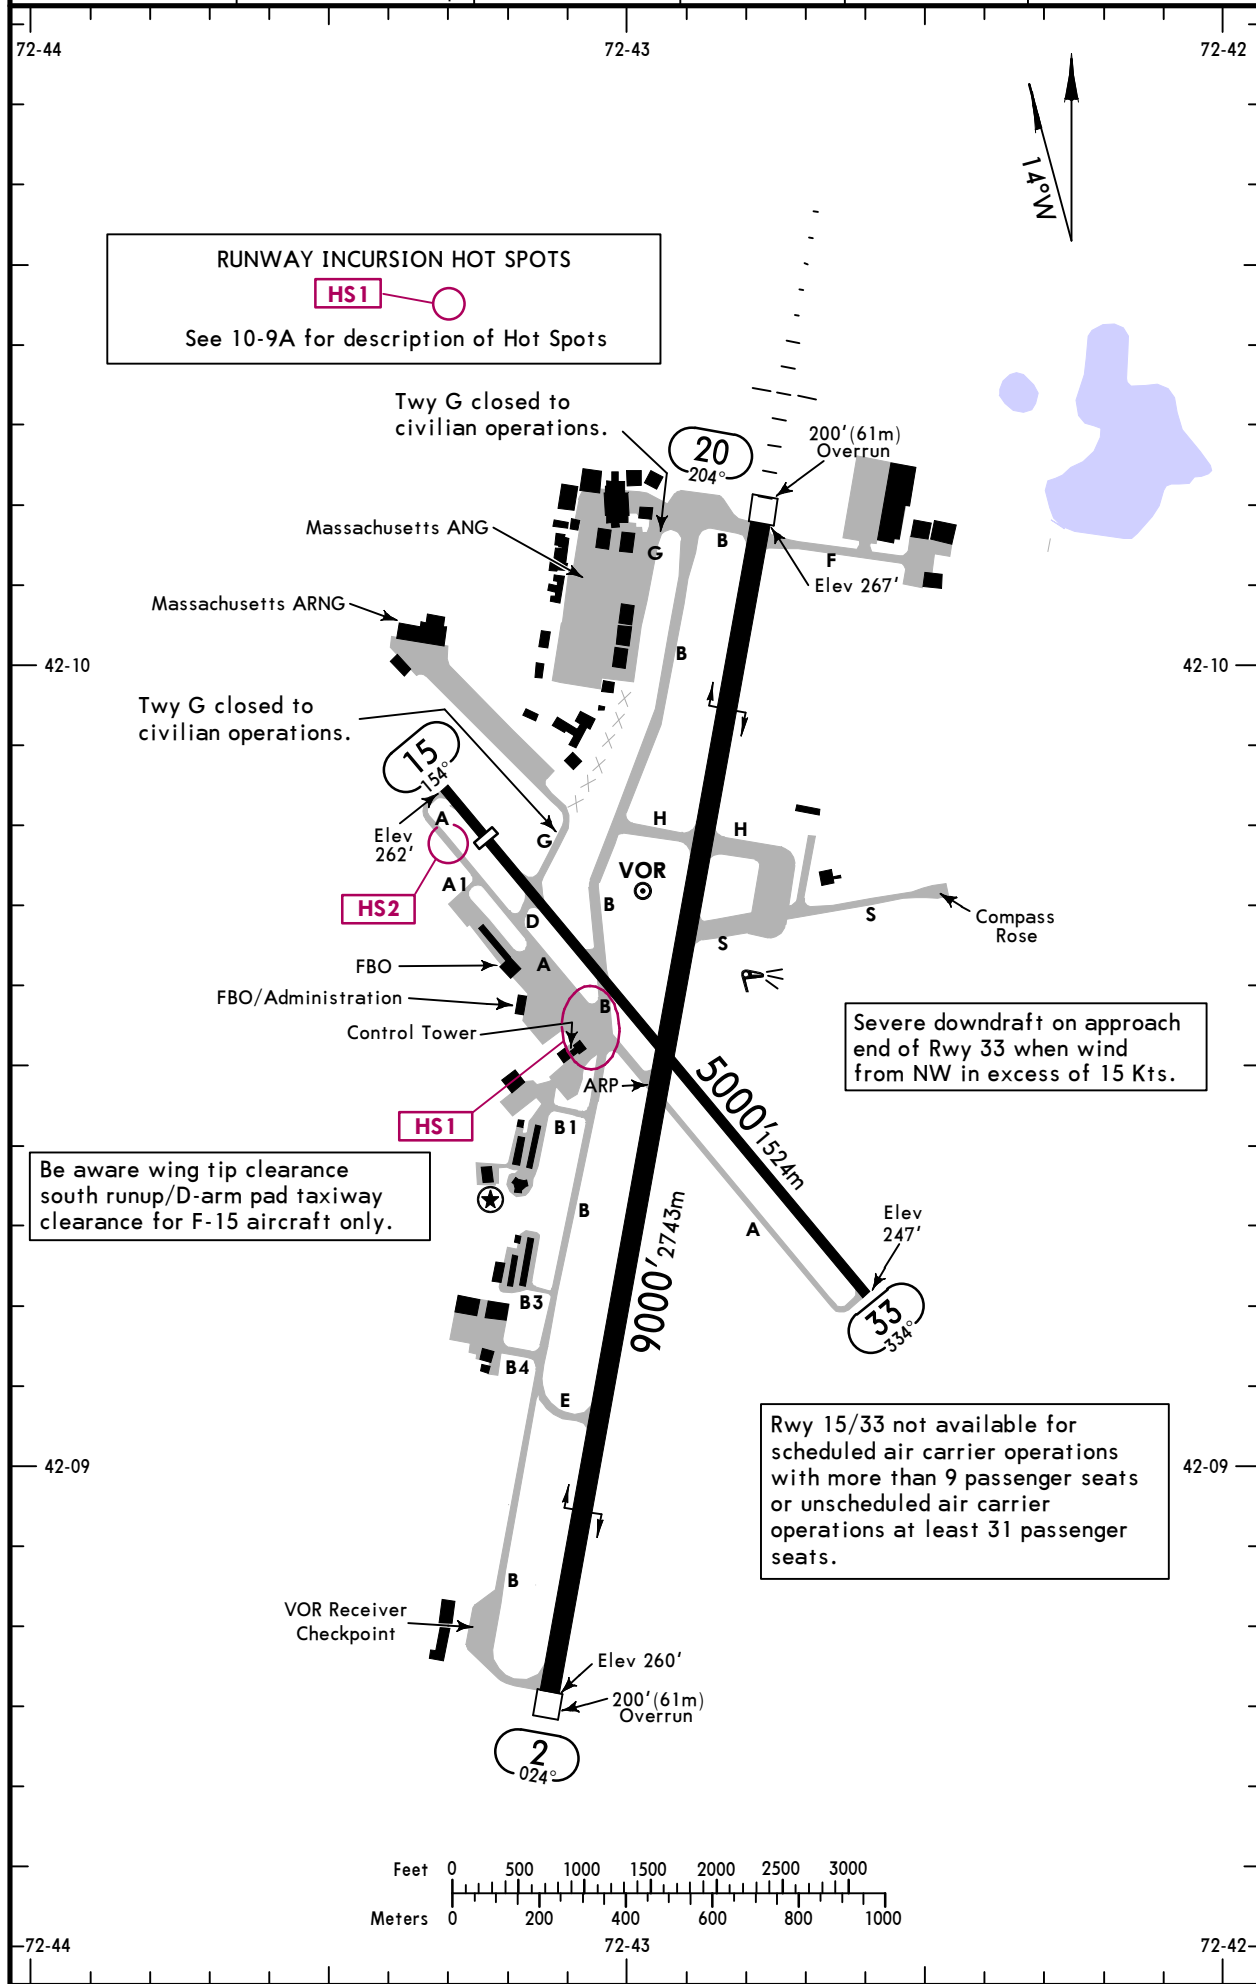 72-44
72-43
72-42
14°W
RUNWAY INCURSION HOT SPOTS
HS1
See 10-9A for description of Hot Spots
Twy G closed to
civilian operations.
20
204°
200'(61m)
Overrun
Massachusetts ANG
G
B
F
Elev 267'
Massachusetts ARNG
B
42-10
42-10
Twy G closed to
civilian operations.
15
154°
A
Elev
262'
G
H
H
VOR
A1
HS2
B
D
S
S
Compass
Rose
FBO
A
FBO/Administration
B
Control Tower
Severe downdraft on approach
end of Rwy 33 when wind
from NW in excess of 15 Kts.
ARP
5000'
1524m
HS1
B1
Be aware wing tip clearance
south runup/D-arm pad taxiway
clearance for F-15 aircraft only.
B
A
Elev
247'
9000'
2743m
B3
33
334°
B4
E
Rwy 15/33 not available for
scheduled air carrier operations
with more than 9 passenger seats
or unscheduled air carrier
operations at least 31 passenger
seats.
42-09
42-09
B
VOR Receiver
Checkpoint
Elev 260'
200'(61m)
Overrun
2
024°
Feet 0 500 1000 1500 2000 2500 3000
Meters 0 200 400 600 800 1000
72-44
72-43
72-42